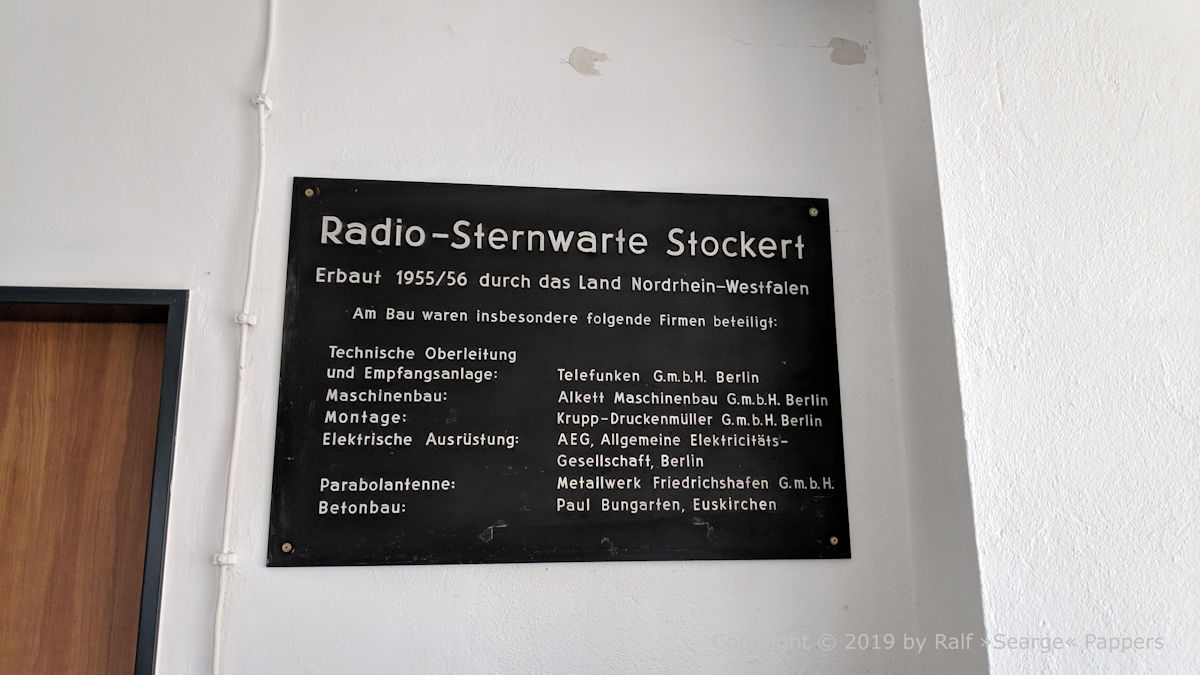 Radio-Sternwarte Stockert
Erbaut 1955/56 durch das Land Nordrhein-Westfalen
Am Bau waren insbesondere folgende Firmen beteiligt:
Technische Oberleitung
und Empfangsanlage: Telefunken G.m.b.H. Berlin
Maschinenbau: Alkett Maschinenbau G.m.b.H. Berlin
Montage: Krupp-Druckenmüller G.m.b.H. Berlin
Elektrische Ausrüstung: AEG, Allgemeine Elektricitäts-
Gesellschaft, Berlin
Parabolantenne: Metallwerk Friedrichshafen G.m.b.H.
Betonbau: Paul Bungarten, Euskirchen
Copyright © 2019 by Ralf »Searge« Pappers